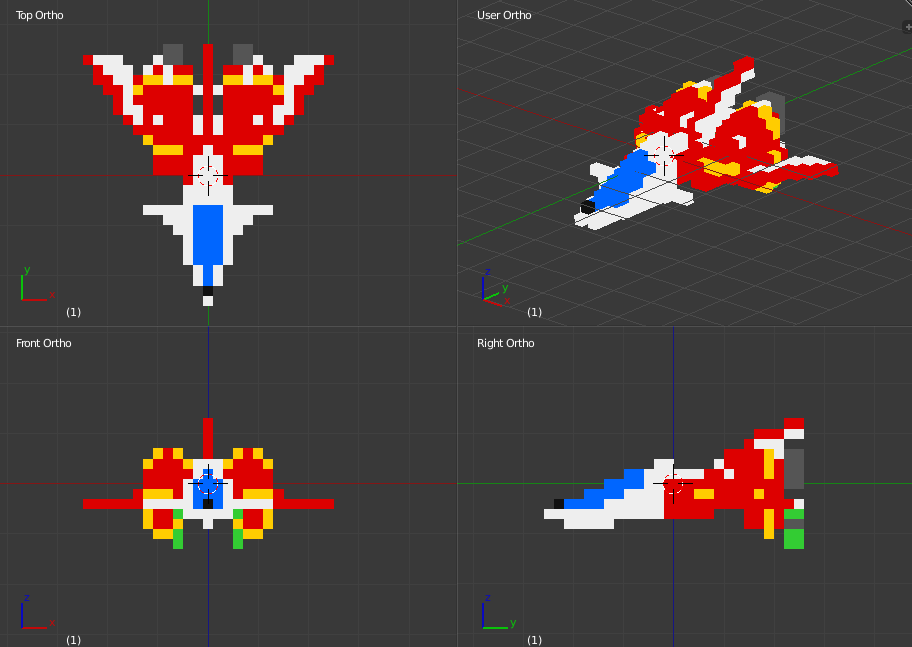 Top Ortho
y
x
(1)
User Ortho
z
y
x
(1)
Front Ortho
z
x
(1)
Right Ortho
z
y
(1)